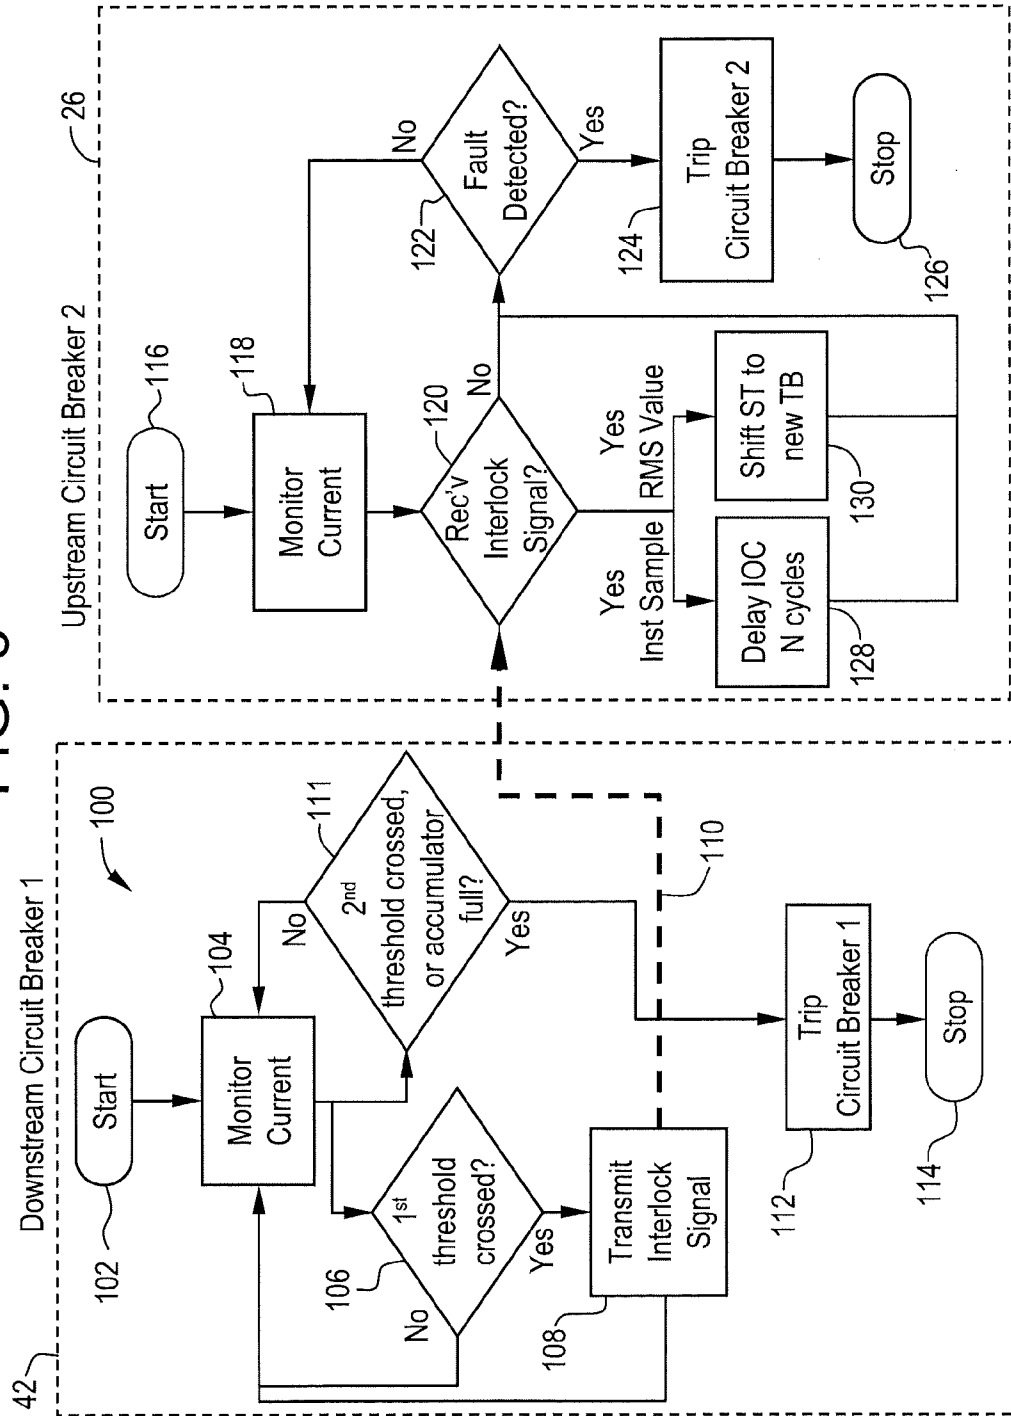 Downstream Circuit Breaker 1
42
100
102
Start
104
Monitor
Current
106
1st
threshold
crossed?
No
Yes
108
Transmit
Interlock
Signal
110
111
2nd
threshold crossed,
or accumulator
full?
No
Yes
112
Trip
Circuit Breaker 1
114
Stop
Upstream Circuit Breaker 2
26
116
Start
118
Monitor
Current
120
Rec'v
Interlock
Signal?
No
Yes
Inst Sample
Yes
RMS Value
Delay IOC
N cycles
128
Shift ST to
new TB
130
122
Fault
Detected?
No
Yes
124
Trip
Circuit Breaker 2
126
Stop